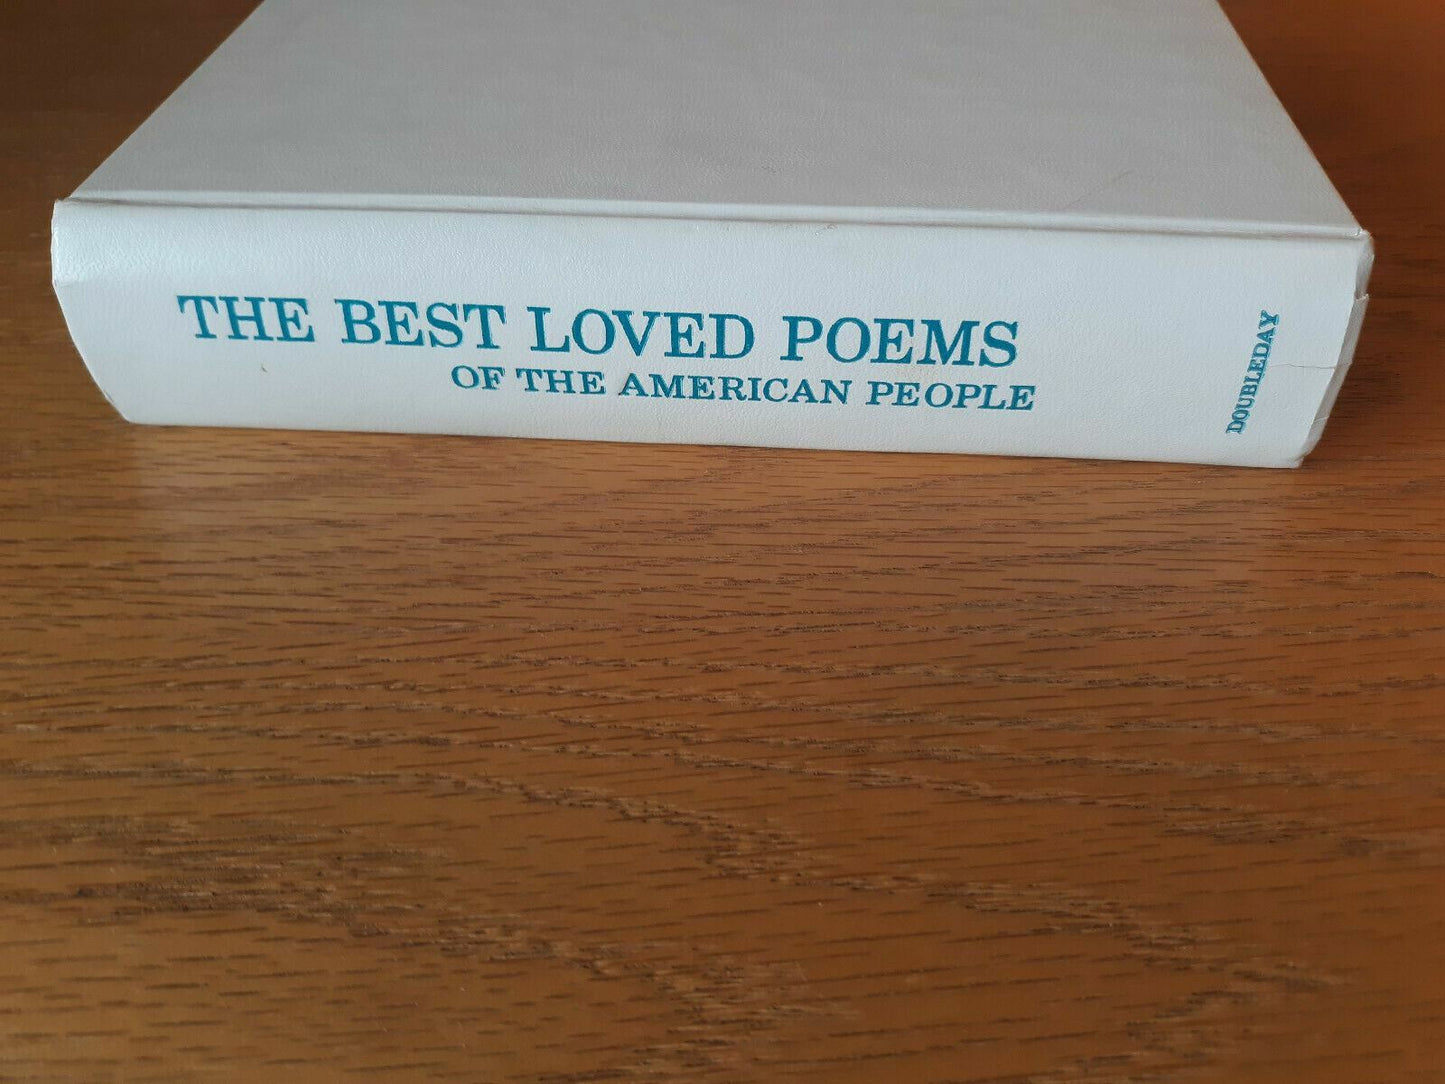 THE BEST LOVED POEMS
OF THE AMERICAN PEOPLE
DOUBLEDAY